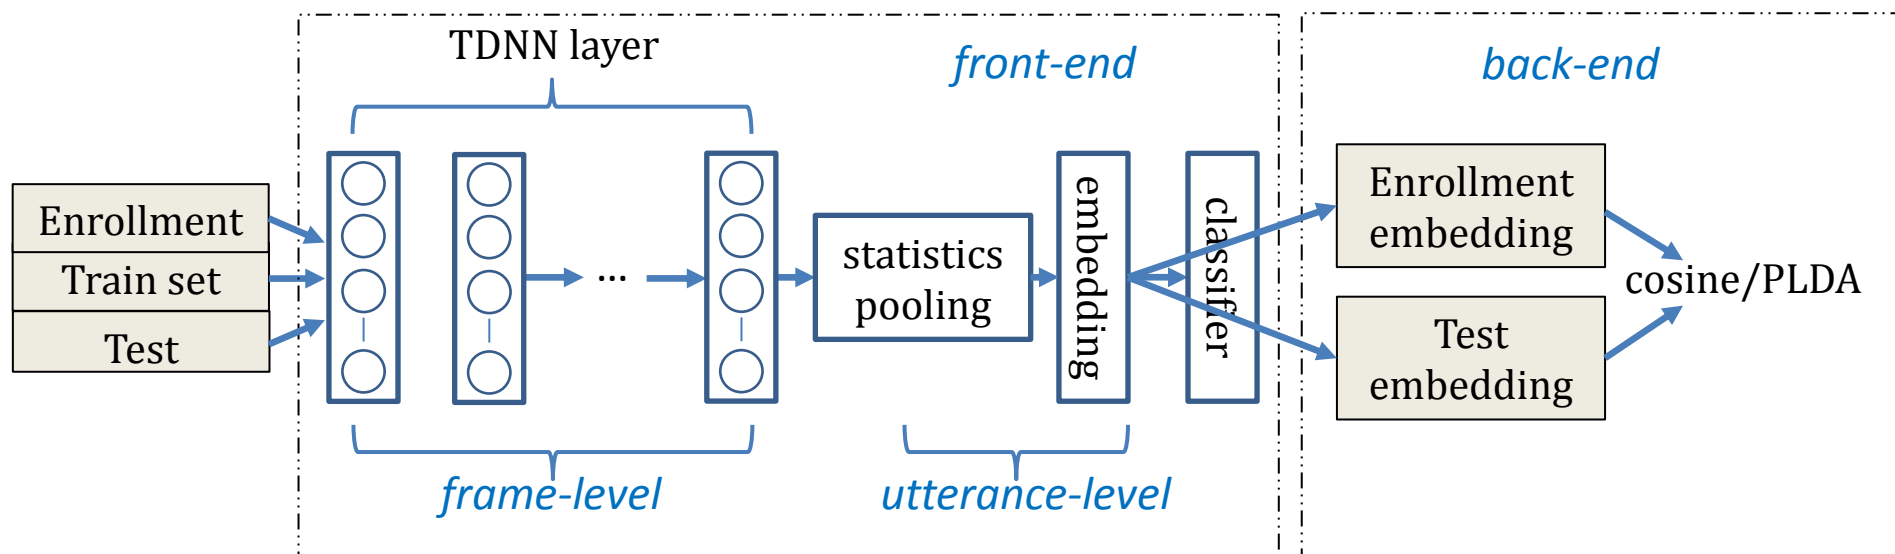 TDNN layer
front-end
back-end
Enrollment
Train set
Test
...
statistics
pooling
embedding
classifier
Enrollment
embedding
Test
embedding
cosine/PLDA
frame-level
utterance-level